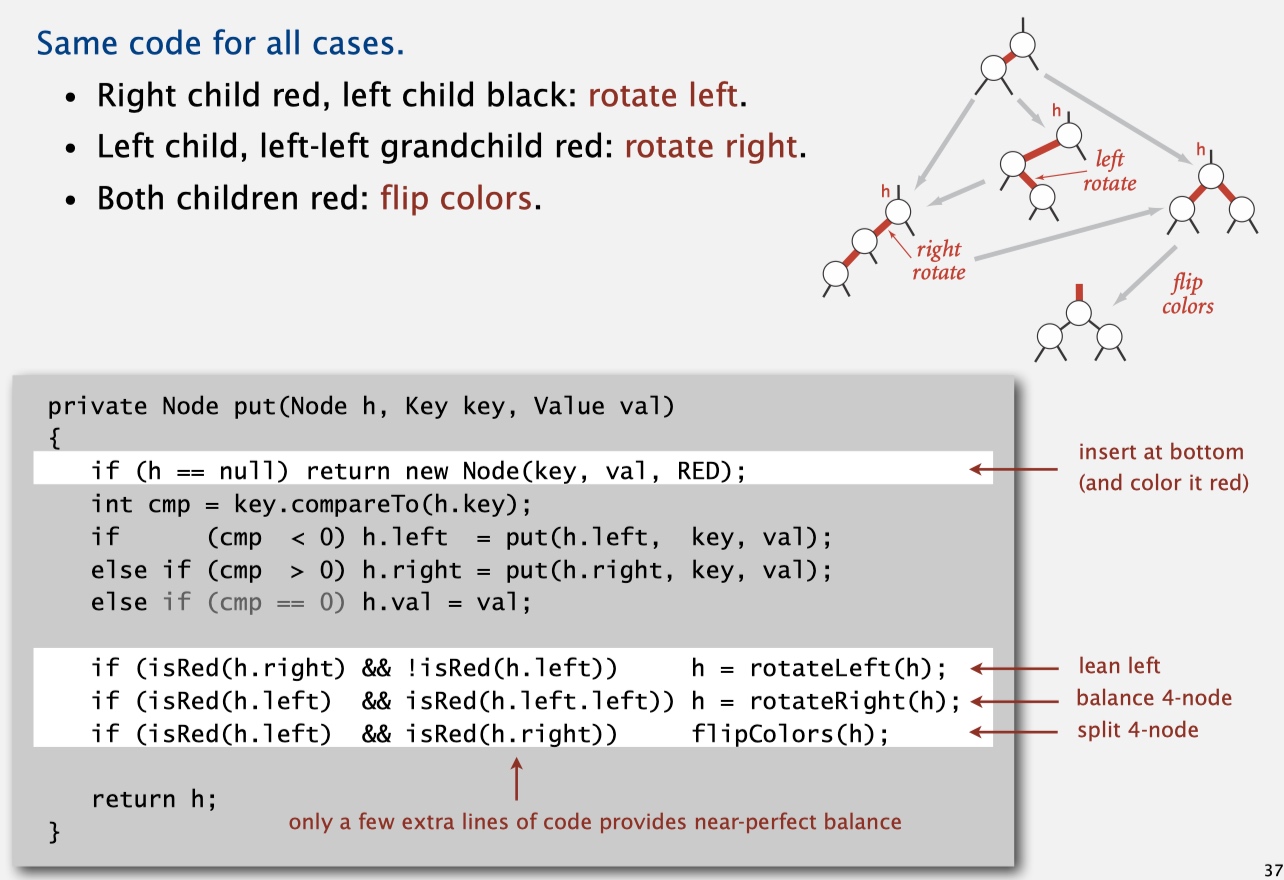 Same code for all cases.
• Right child red, left child black: rotate left.
• Left child, left-left grandchild red: rotate right.
• Both children red: flip colors.
h
left
rotate
h
h
right
rotate
flip
colors
private Node put(Node h, Key key, Value val)
{
if (h == null) return new Node(key, val, RED);
insert at bottom
(and color it red)
int cmp = key.compareTo(h.key);
if (cmp < 0) h.left = put(h.left, key, val);
else if (cmp > 0) h.right = put(h.right, key, val);
else if (cmp == 0) h.val = val;
if (isRed(h.right) && !isRed(h.left)) h = rotateLeft(h);
lean left
if (isRed(h.left) && isRed(h.left.left)) h = rotateRight(h);
balance 4-node
if (isRed(h.left) && isRed(h.right)) flipColors(h);
split 4-node
return h;
only a few extra lines of code provides near-perfect balance
}
37